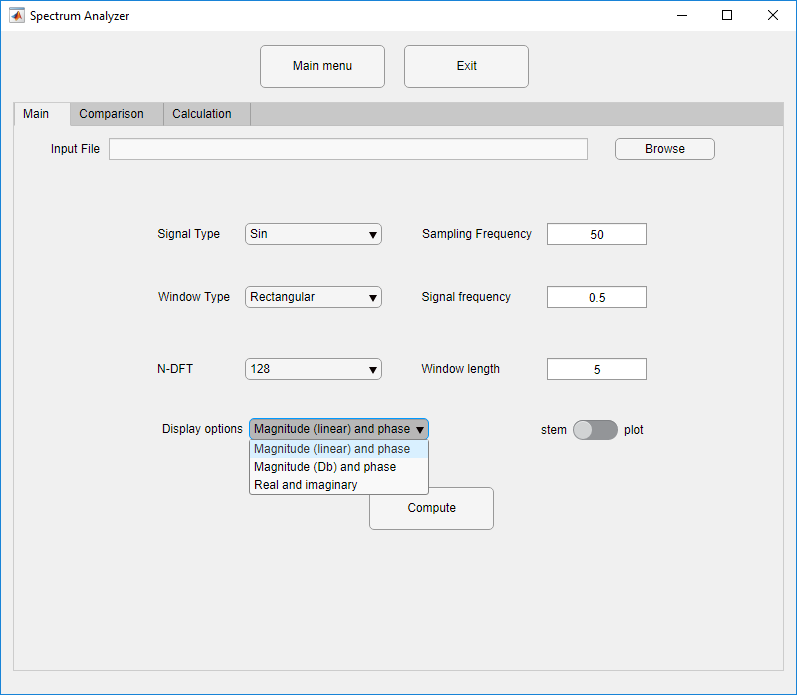 Spectrum Analyzer
Main menu Exit
Main Comparison Calculation
Input File Browse
Signal Type Sin Sampling Frequency 50
Window Type Rectangular Signal frequency 0.5
N-DFT 128 Window length 5
Display options Magnitude (linear) and phase stem plot
Magnitude (linear) and phase
Magnitude (Db) and phase
Real and imaginary
Compute